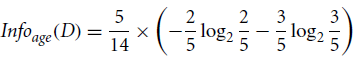 Info_age(D) = 5/14 × (−2/5 log₂ 2/5 − 3/5 log₂ 3/5)